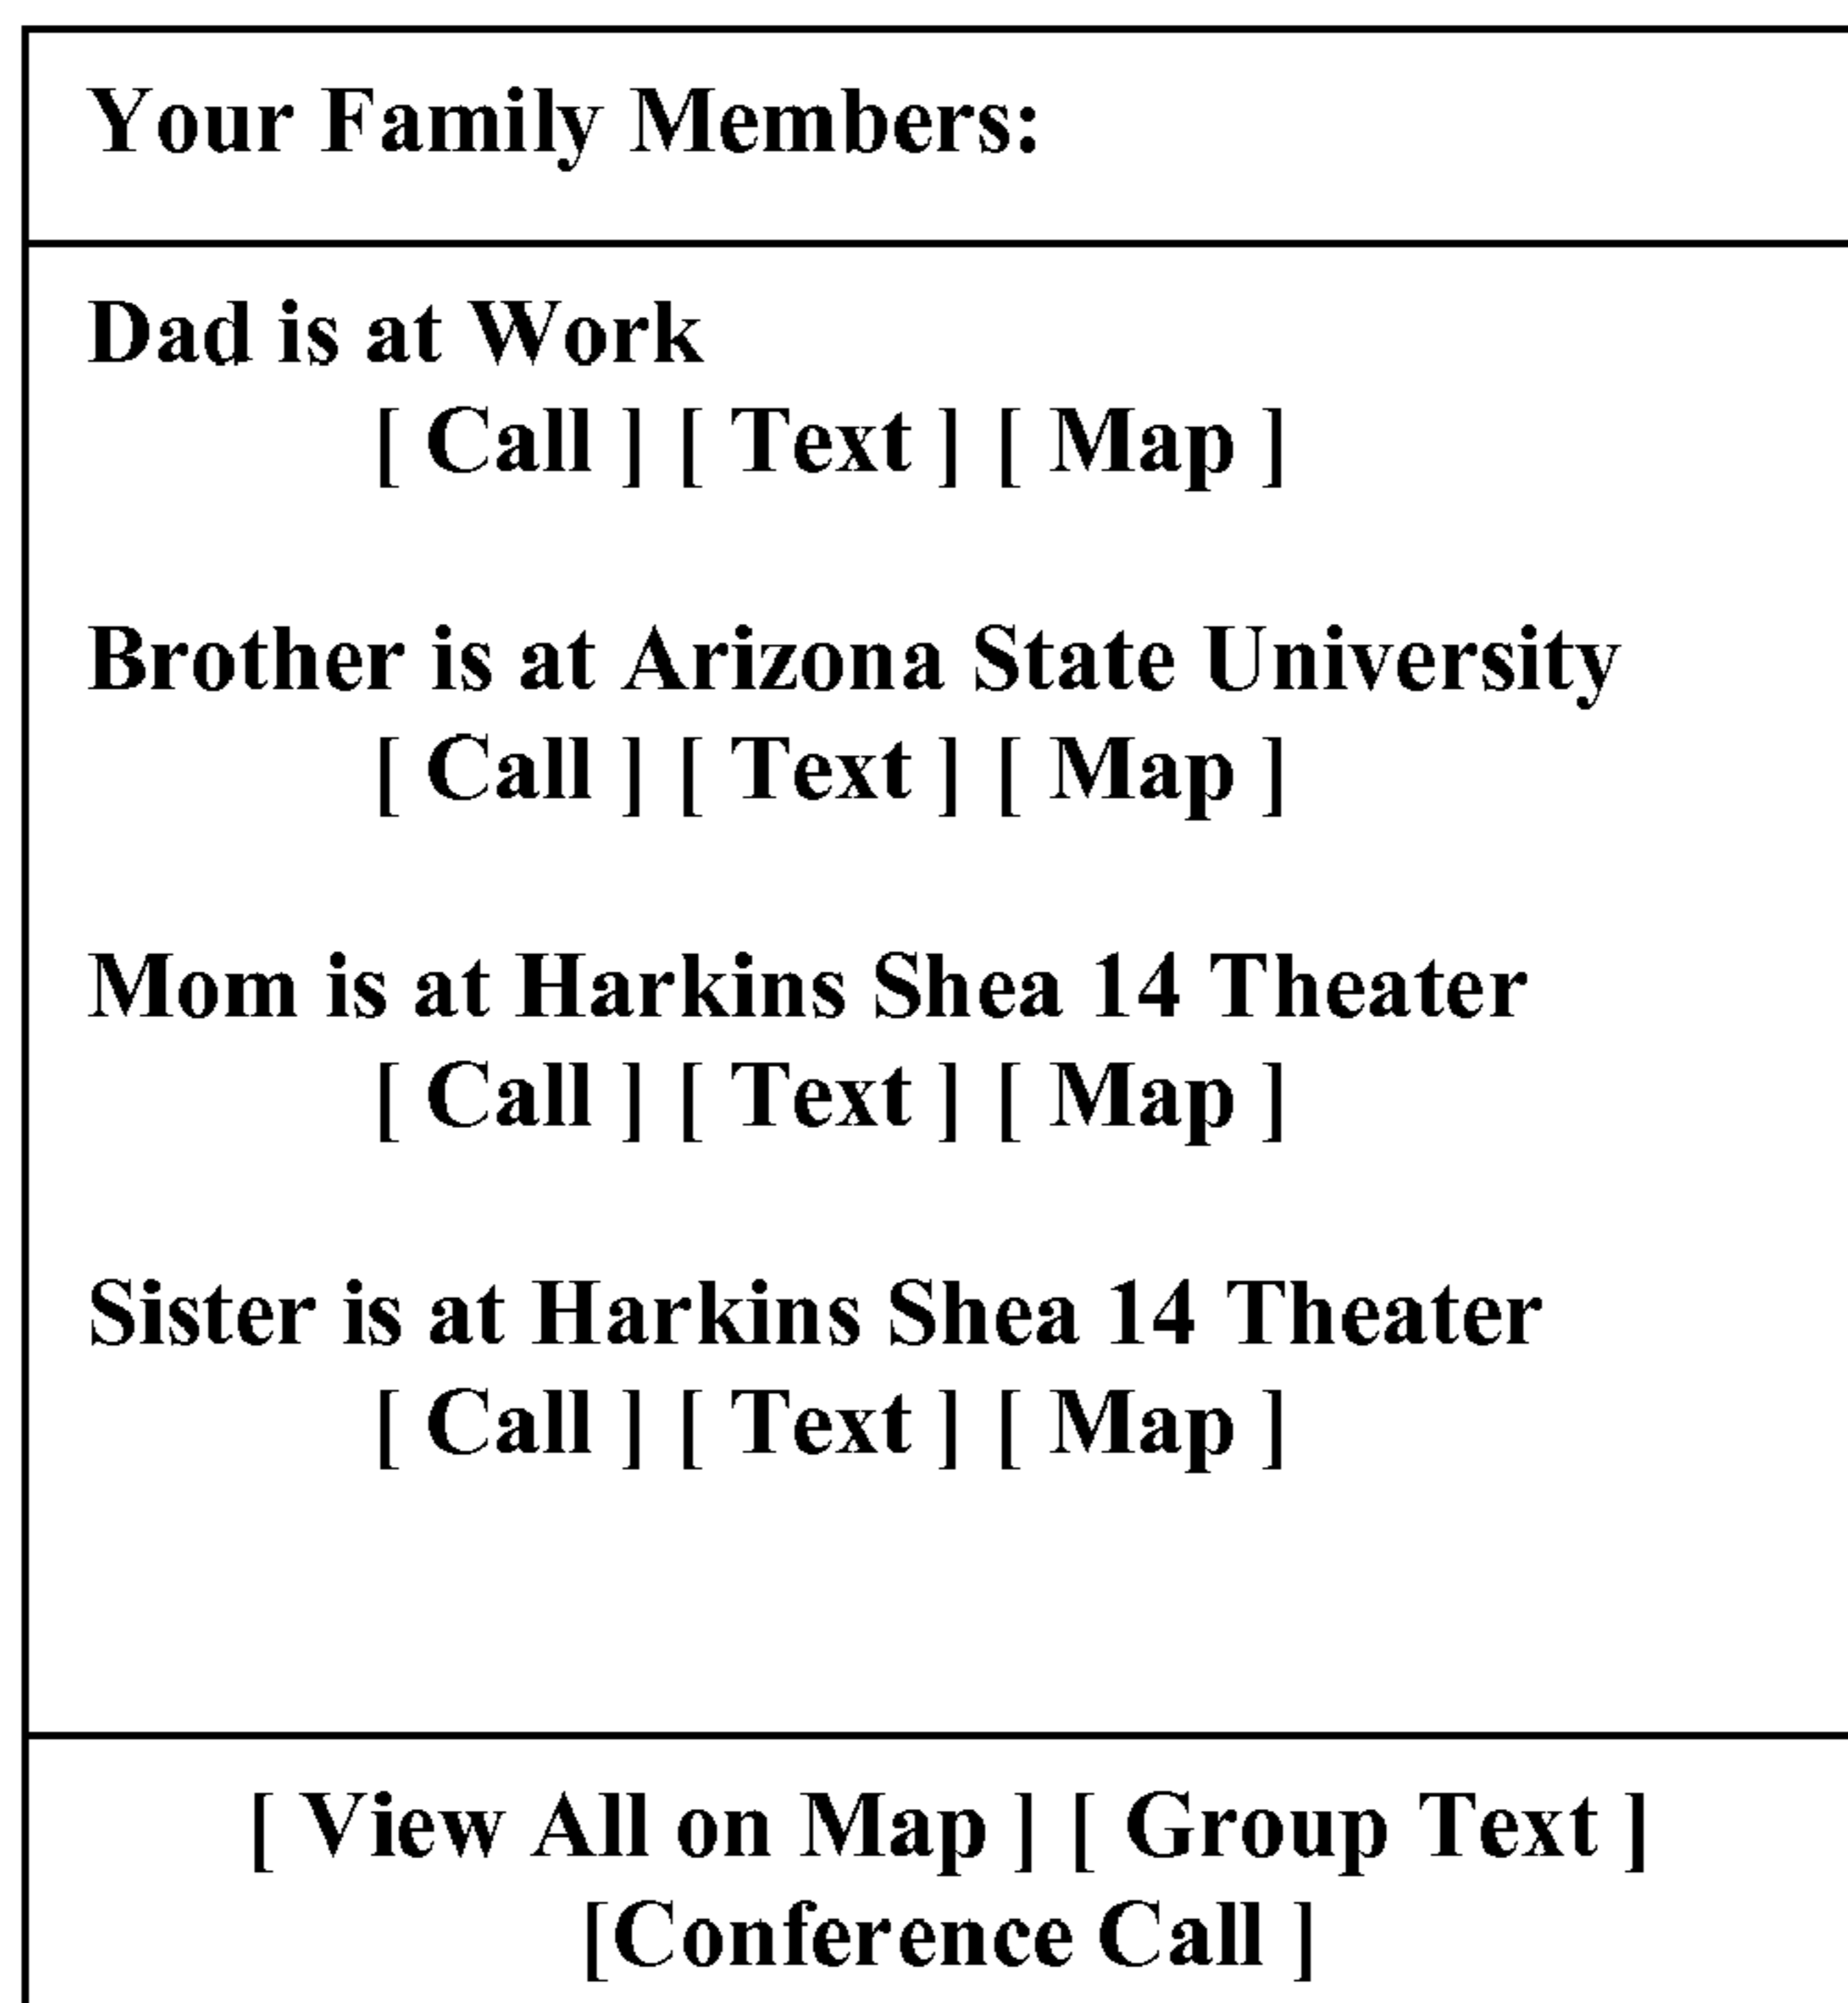 Your Family Members:
Dad is at Work
[ Call ] [ Text ] [ Map ]
Brother is at Arizona State University
[ Call ] [ Text ] [ Map ]
Mom is at Harkins Shea 14 Theater
[ Call ] [ Text ] [ Map ]
Sister is at Harkins Shea 14 Theater
[ Call ] [ Text ] [ Map ]
[ View All on Map ] [ Group Text ]
[Conference Call ]